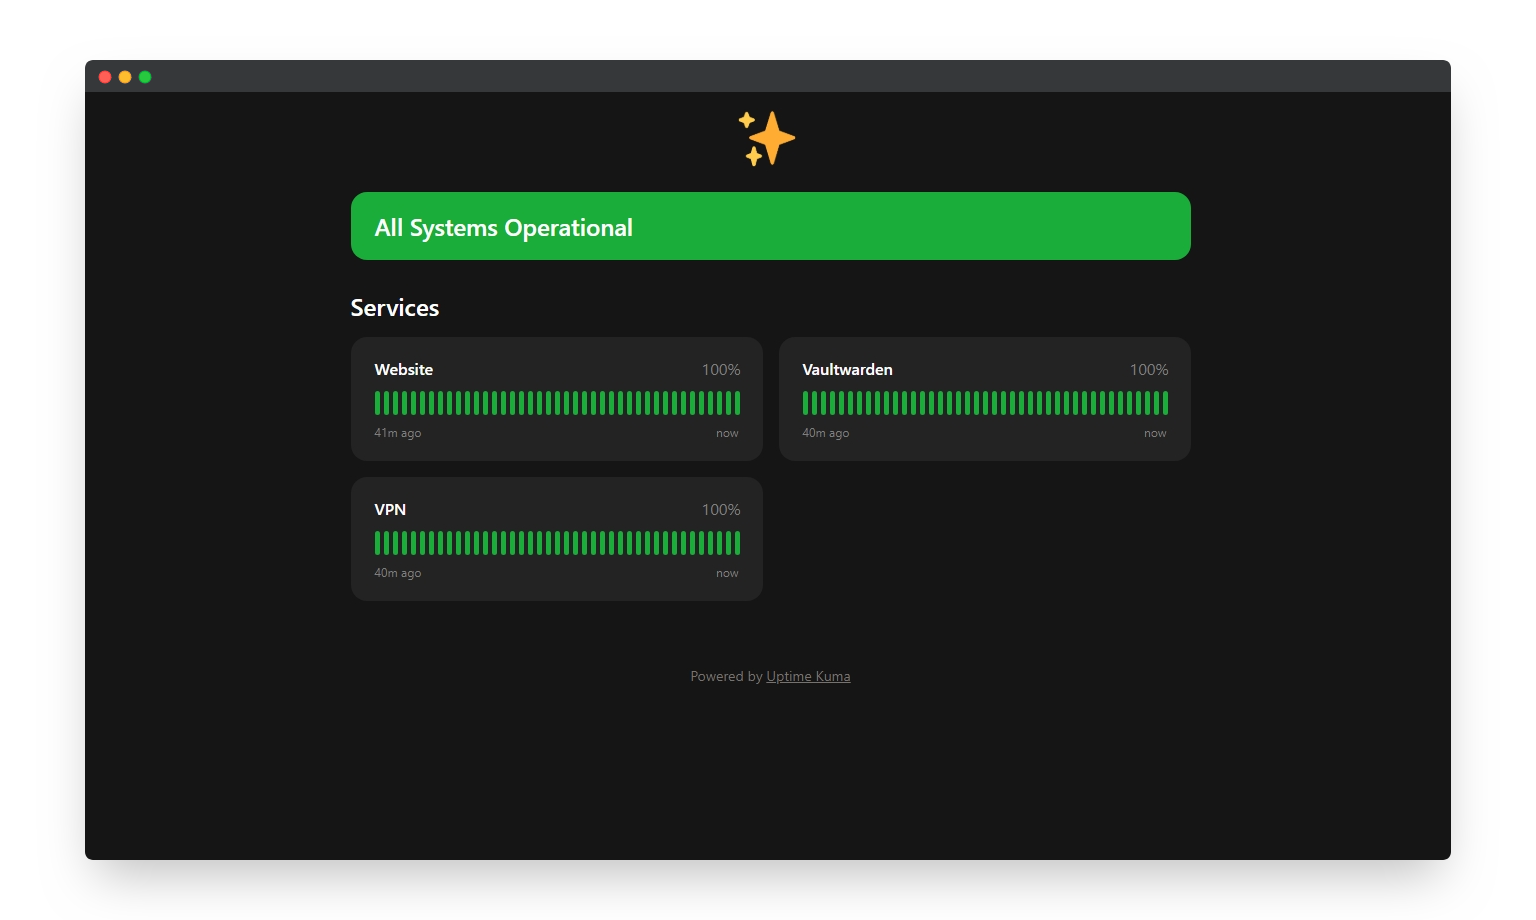 All Systems Operational
Services
Website 100%
41m ago now
Vaultwarden 100%
40m ago now
VPN 100%
40m ago now
Powered by Uptime Kuma